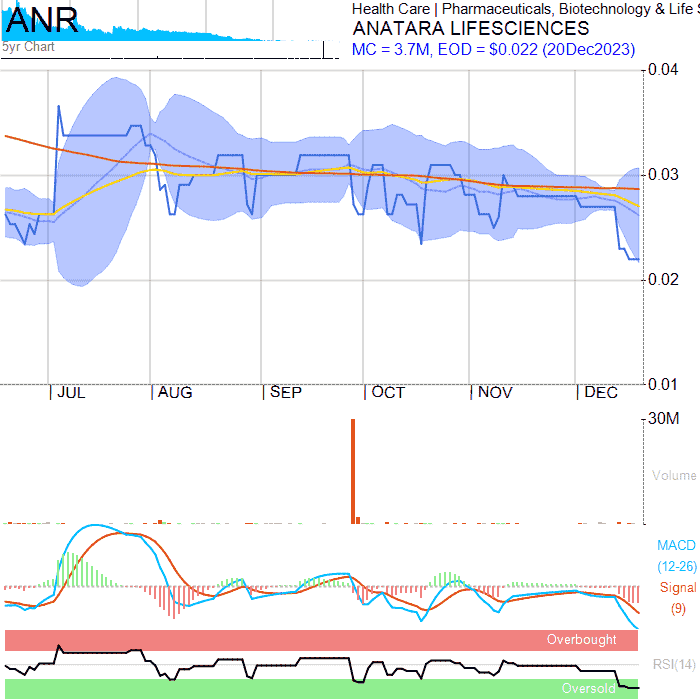 ANR
5yr Chart
Health Care | Pharmaceuticals, Biotechnology & Life S
ANATARA LIFESCIENCES
MC = 3.7M, EOD = $0.022 (20Dec2023)
0.04
0.03
0.02
0.01
JUL AUG SEP OCT NOV DEC
30M
Volume
MACD
(12-26)
Signal
(9)
Overbought
RSI(14)
Oversold